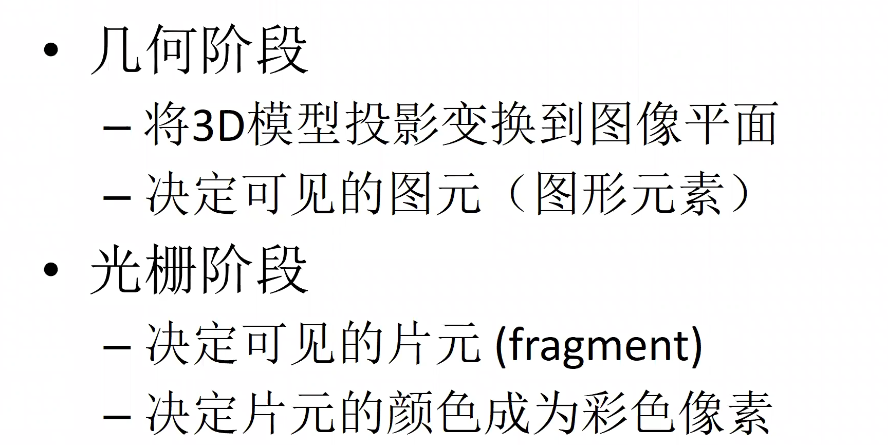 • 几何阶段
– 将3D模型投影变换到图像平面
– 决定可见的图元（图形元素）
• 光栅阶段
– 决定可见的片元 (fragment)
– 决定片元的颜色成为彩色像素